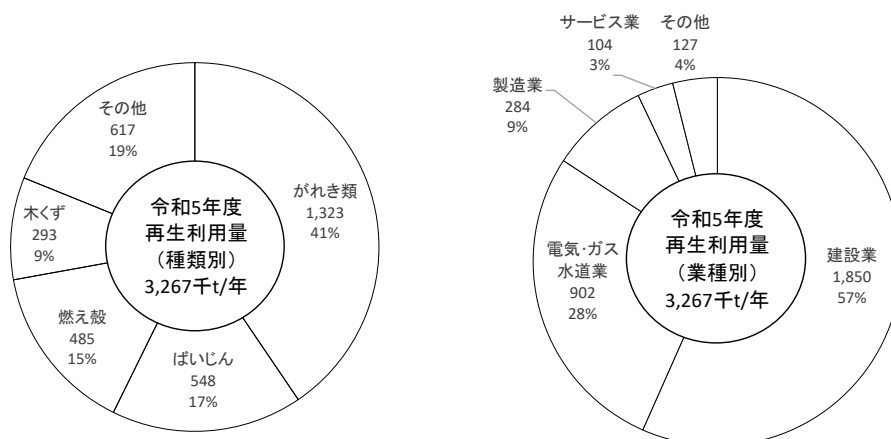 令和5年度
再生利用量
（種類別）
3,267千t/年
がれき類
1,323
41%
ばいじん
548
17%
燃え殻
485
15%
木くず
293
9%
その他
617
19%
令和5年度
再生利用量
（業種別）
3,267千t/年
建設業
1,850
57%
電気･ガス
水道業
902
28%
製造業
284
9%
サービス業
104
3%
その他
127
4%